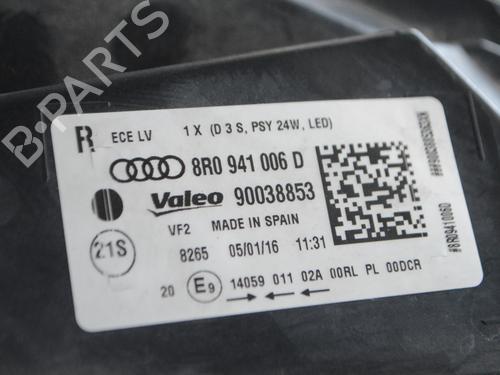 B-PARTS
R ECE LV 1 X (D 3 S, PSY 24W, LED)
8R0 941 006 D
Valeo 90038853
VF2 MADE IN SPAIN
21S
8265 05/01/16 11:31
20 E9 14059 011 02A 00RL PL 00DCR
#8R0941006D